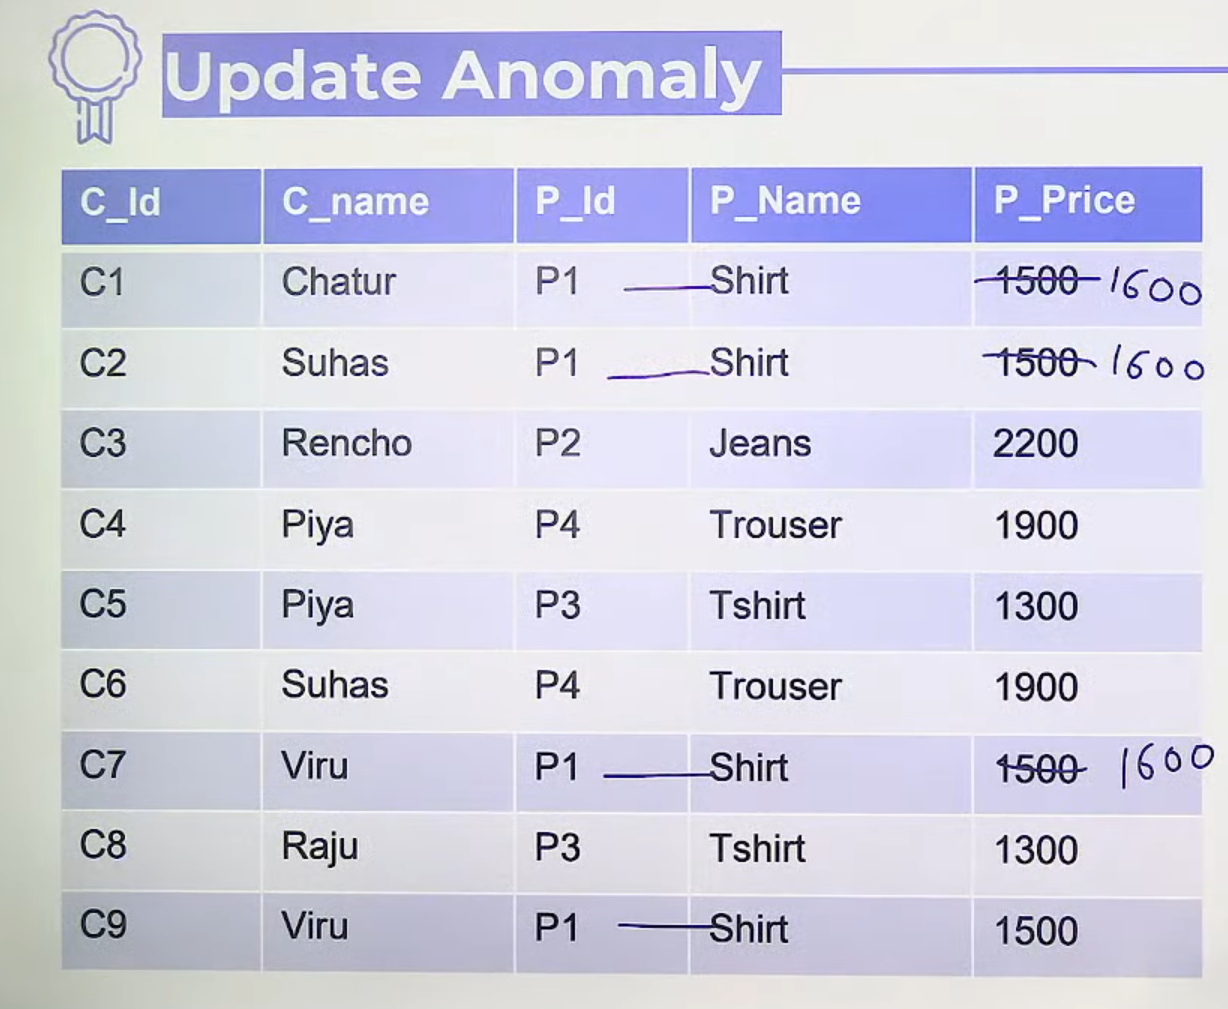 Update Anomaly
C_Id C_name P_Id P_Name P_Price
C1 Chatur P1 Shirt 1500 1600
C2 Suhas P1 Shirt 1500 1600
C3 Rencho P2 Jeans 2200
C4 Piya P4 Trouser 1900
C5 Piya P3 Tshirt 1300
C6 Suhas P4 Trouser 1900
C7 Viru P1 Shirt 1500 1600
C8 Raju P3 Tshirt 1300
C9 Viru P1 Shirt 1500